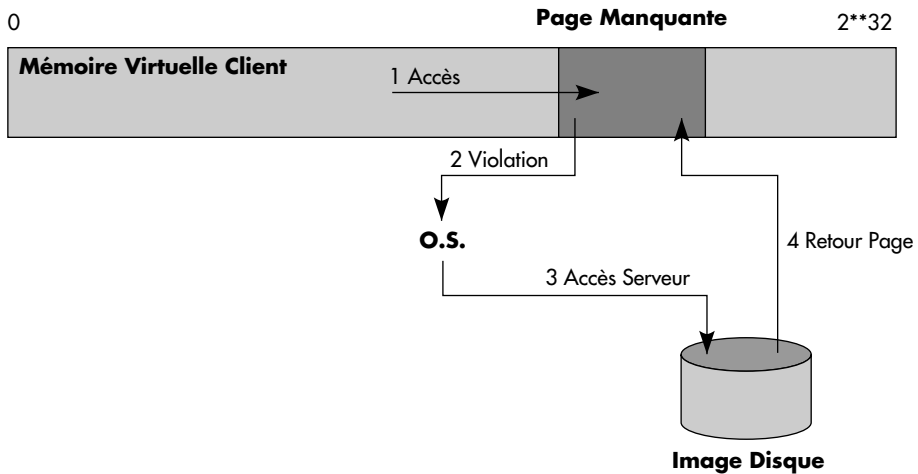 0
Page Manquante
2**32
Mémoire Virtuelle Client
1 Accès
2 Violation
O.S.
4 Retour Page
3 Accès Serveur
Image Disque